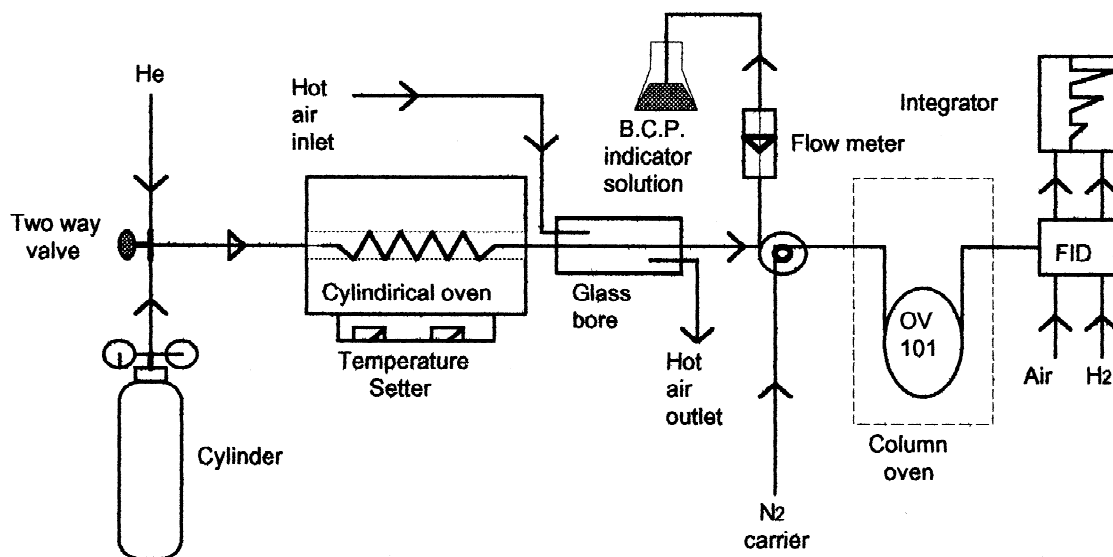 He
Hot
air
inlet
B.C.P.
indicator
solution
Flow meter
Integrator
Two way
valve
Cylindirical oven
Temperature
Setter
Glass
bore
Hot
air
outlet
OV
101
FID
Air
H2
Column
oven
Cylinder
N2
carrier